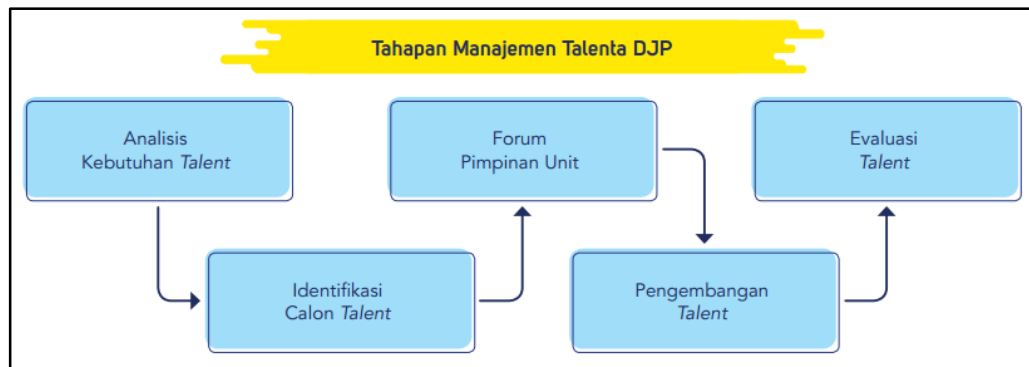 Tahapan Manajemen Talenta DJP
Analisis
Kebutuhan Talent
Identifikasi
Calon Talent
Forum
Pimpinan Unit
Pengembangan
Talent
Evaluasi
Talent